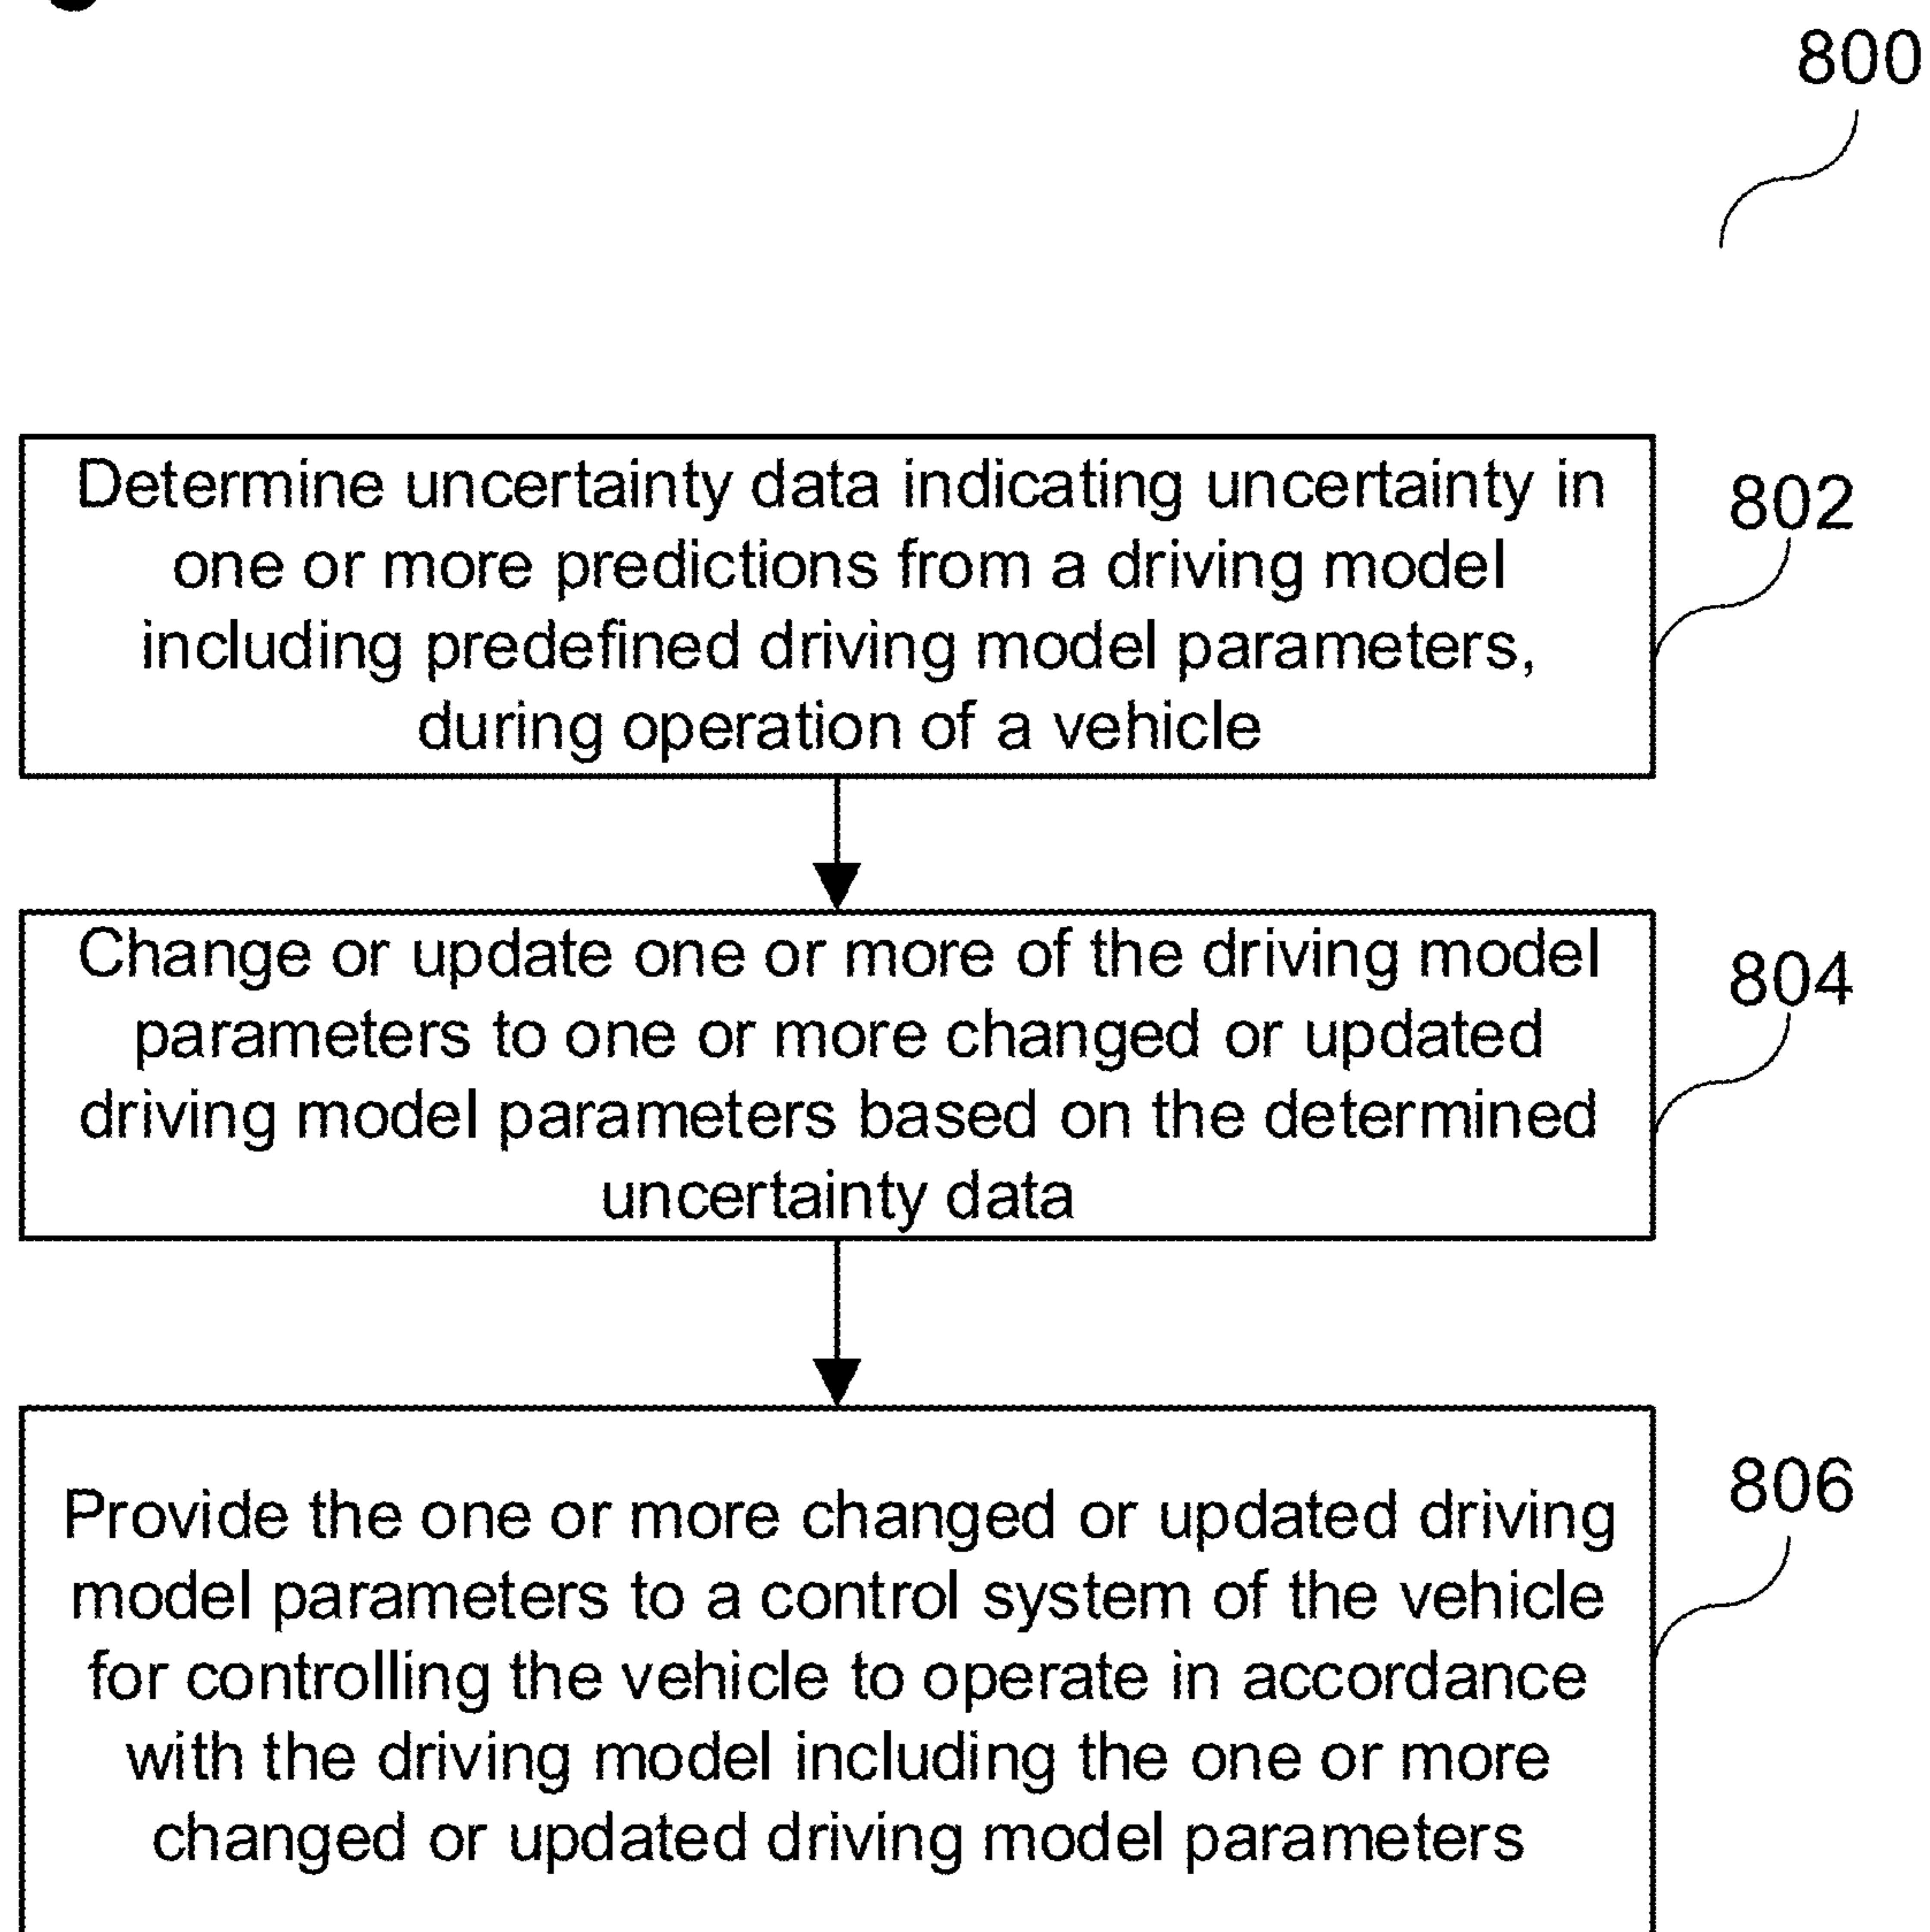 800
Determine uncertainty data indicating uncertainty in
one or more predictions from a driving model
including predefined driving model parameters,
during operation of a vehicle
802
Change or update one or more of the driving model
parameters to one or more changed or updated
driving model parameters based on the determined
uncertainty data
804
Provide the one or more changed or updated driving
model parameters to a control system of the vehicle
for controlling the vehicle to operate in accordance
with the driving model including the one or more
changed or updated driving model parameters
806